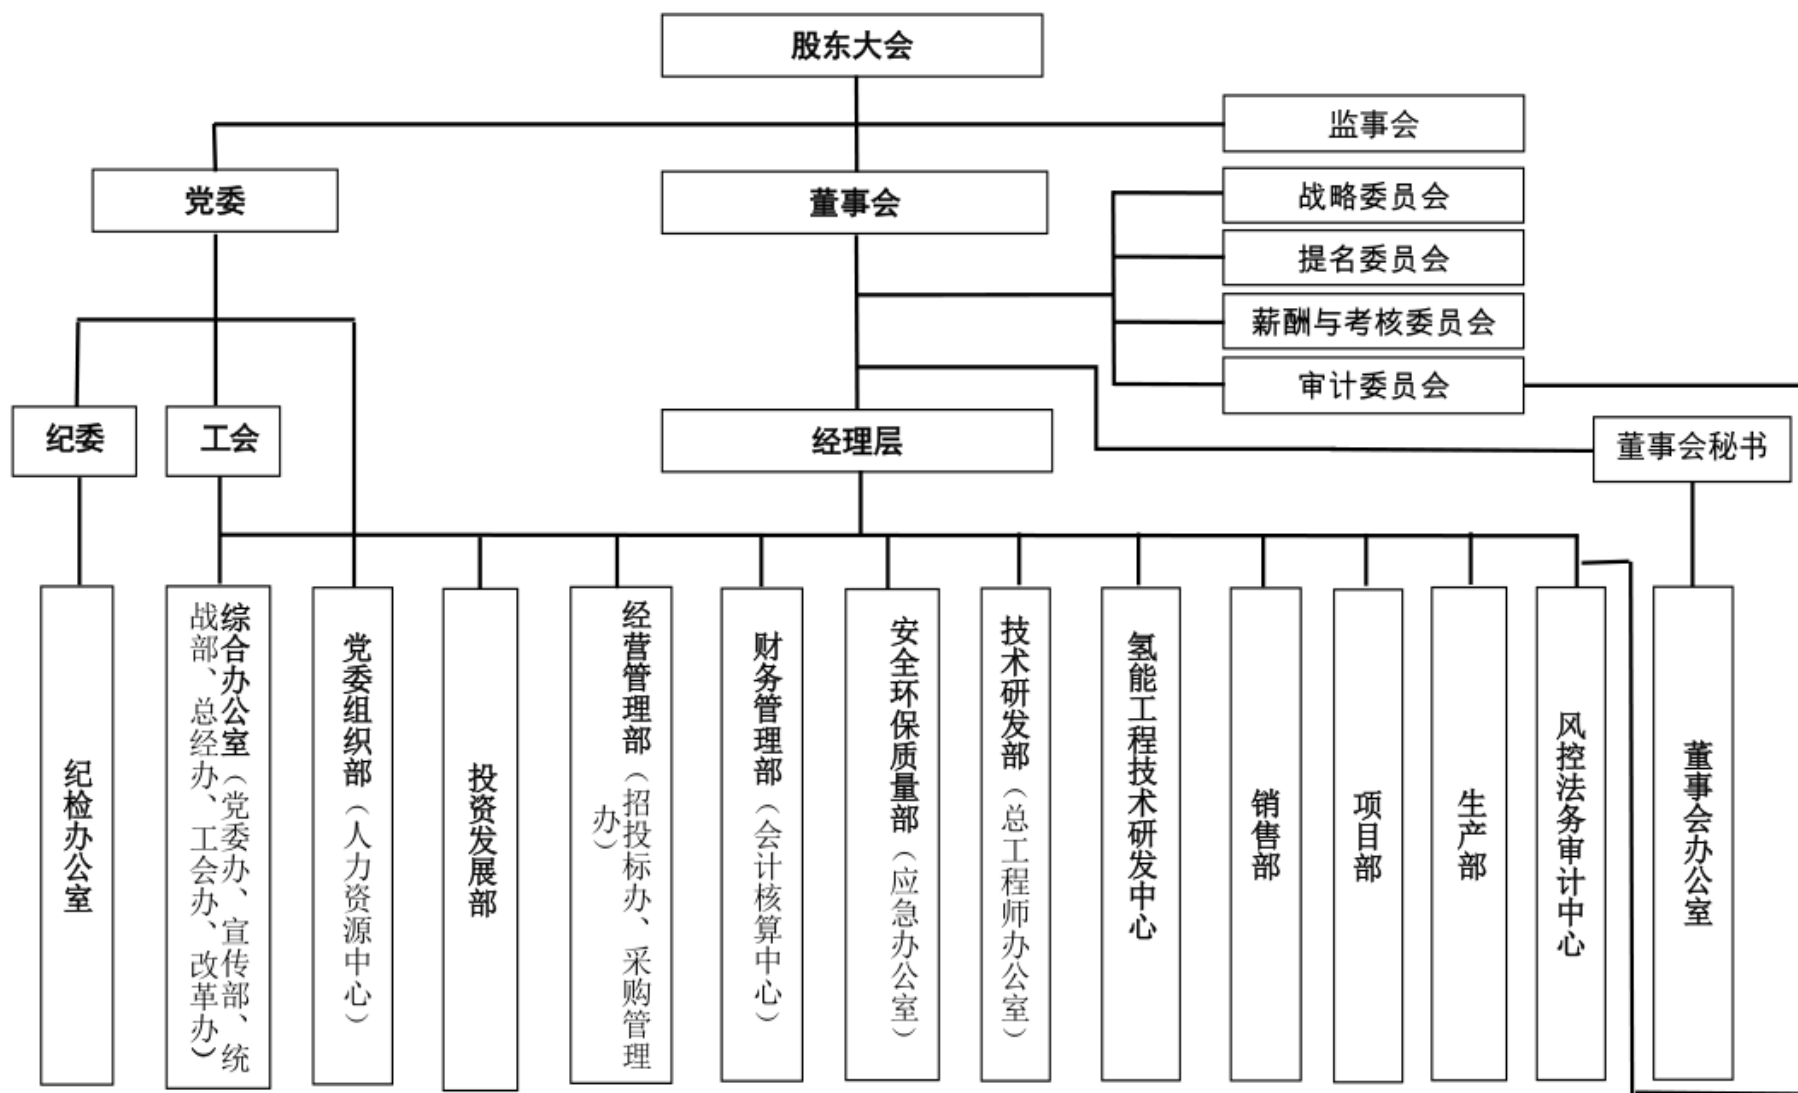 股东大会
监事会
党委
董事会
战略委员会
提名委员会
薪酬与考核委员会
审计委员会
纪委
工会
经理层
董事会秘书
纪检办公室
综合办公室（党委办、宣传部、统
战部、总经办、工会办、改革办）
党委组织部（人力资源中心）
投资发展部
经营管理部（招投标办、采购管理
办）
财务管理部（会计核算中心）
安全环保质量部（应急办公室）
技术研发部（总工程师办公室）
氢能工程技术研发中心
销售部
项目部
生产部
风控法务审计中心
董事会办公室